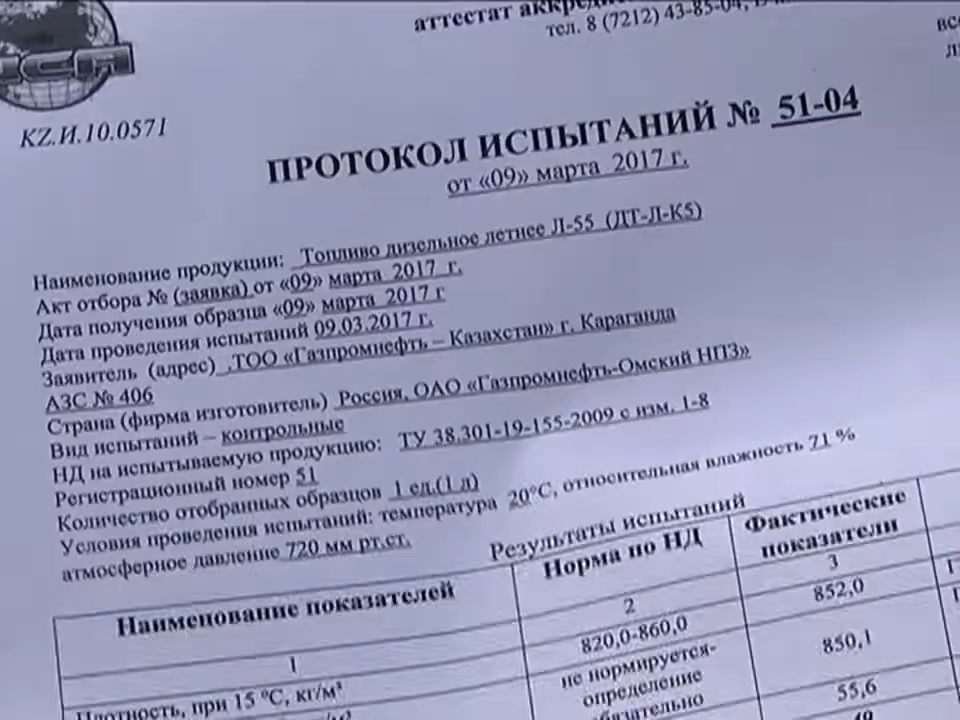 аттестат
тел. 8 (7212) 43-85-04,
KZ.И.10.0571
ПРОТОКОЛ ИСПЫТАНИЙ № 51-04
от «09» марта 2017 г.
Наименование продукции: Топливо дизельное летнее Л-55 (ДТ-Л-К5)
Акт отбора № (заявка) от «09» марта 2017 г.
Дата получения образца «09» марта 2017 г
Дата проведения испытаний 09.03.2017 г.
Заявитель (адрес) .ТОО «Газпромнефть – Казахстан» г. Караганда
АЗС № 406
Страна (фирма изготовитель) Россия, ОАО «Газпромнефть-Омский НПЗ»
Вид испытаний – контрольные
НД на испытываемую продукцию: ТУ 38.301-19-155-2009 с изм. 1-8
Регистрационный номер 51
Количество отобранных образцов 1 ед.(1 л)
Условия проведения испытаний: температура 20°С, относительная влажность 71 %
атмосферное давление 720 мм рт.ст.
Результаты испытаний
Наименование показателей Норма по НД Фактические показатели
1 2 3
Плотность, при 15 °С, кг/м³ 820,0-860,0 852,0
не нормируется- 850,1
определение
обязательно 55,6